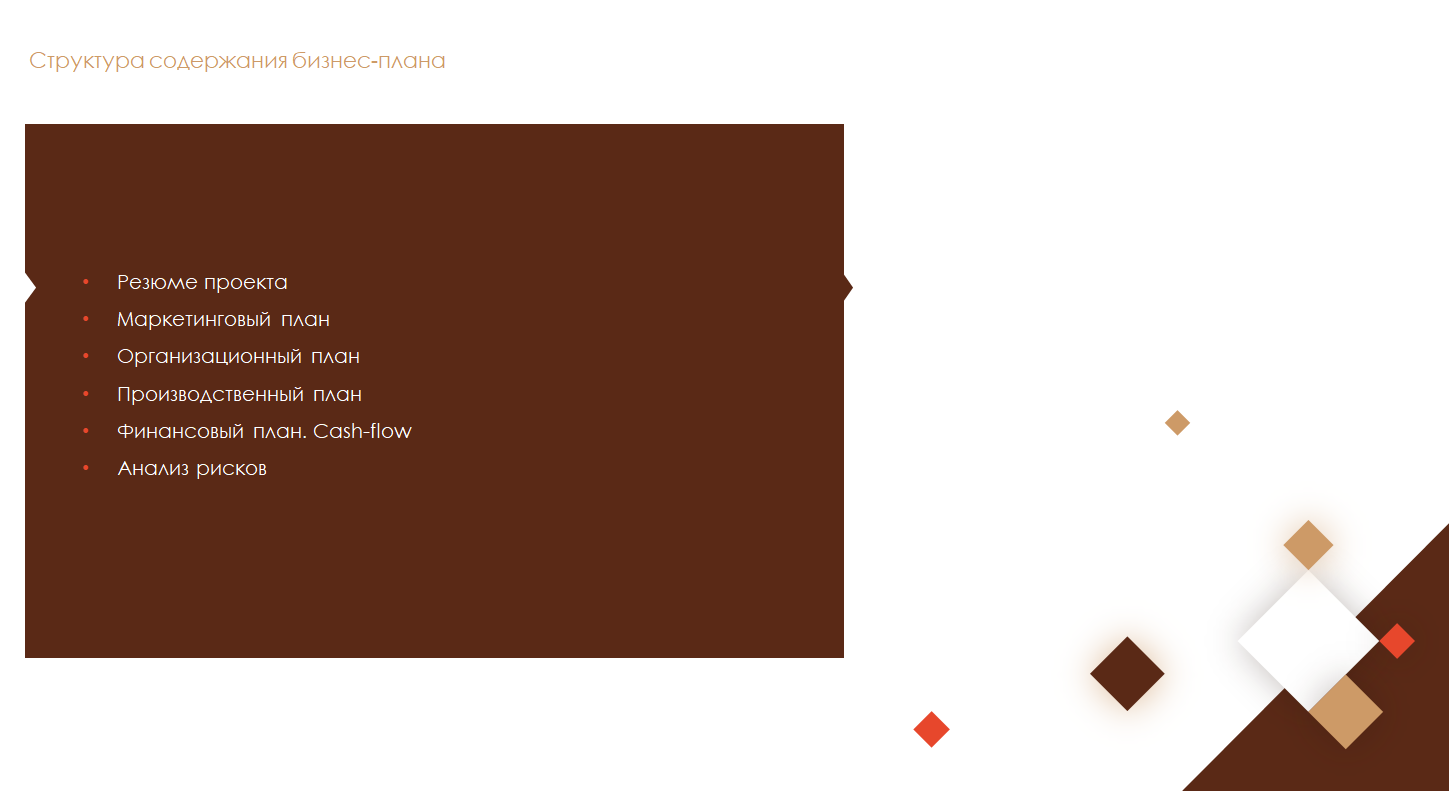 Структура содержания бизнес-плана
• Резюме проекта
• Маркетинговый план
• Организационный план
• Производственный план
• Финансовый план. Cash-flow
• Анализ рисков